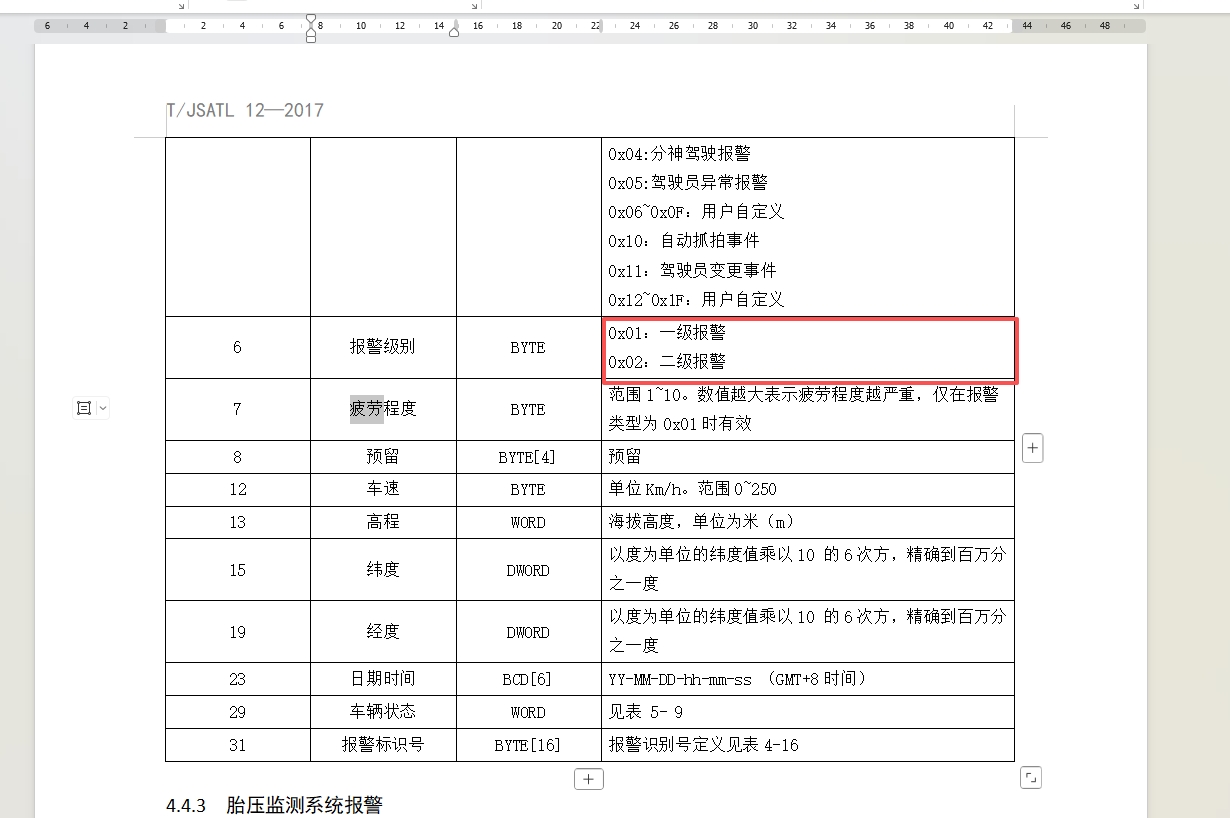 6 4 2 2 4 6 8 10 12 14 16 18 20 22 24 26 28 30 32 34 36 38 40 42 44 46 48
T/JSATL 12—2017
0x04:分神驾驶报警
0x05:驾驶员异常报警
0x06~0x0F：用户自定义
0x10：自动抓拍事件
0x11：驾驶员变更事件
0x12~0x1F：用户自定义
6 报警级别 BYTE 0x01：一级报警
0x02：二级报警
7 疲劳程度 BYTE 范围 1~10。数值越大表示疲劳程度越严重，仅在报警
类型为 0x01 时有效
8 预留 BYTE[4] 预留
12 车速 BYTE 单位 Km/h。范围 0~250
13 高程 WORD 海拔高度，单位为米（m）
15 纬度 DWORD 以度为单位的纬度值乘以 10 的 6 次方，精确到百万分
之一度
19 经度 DWORD 以度为单位的纬度值乘以 10 的 6 次方，精确到百万分
之一度
23 日期时间 BCD[6] YY-MM-DD-hh-mm-ss （GMT+8 时间）
29 车辆状态 WORD 见表 5- 9
31 报警标识号 BYTE[16] 报警识别号定义见表 4-16
4.4.3 胎压监测系统报警